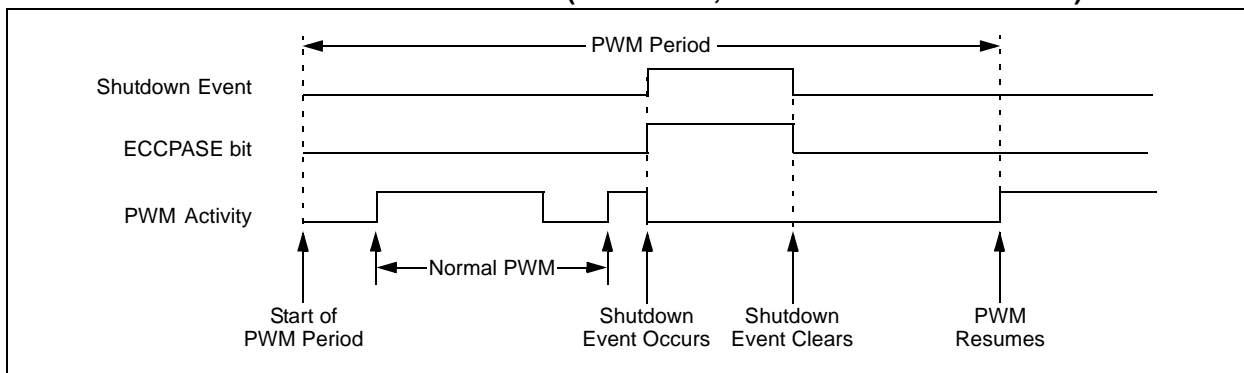 PWM Period
Shutdown Event
ECCPASE bit
PWM Activity
Normal PWM
Start of
PWM Period
Shutdown
Event Occurs
Shutdown
Event Clears
PWM
Resumes